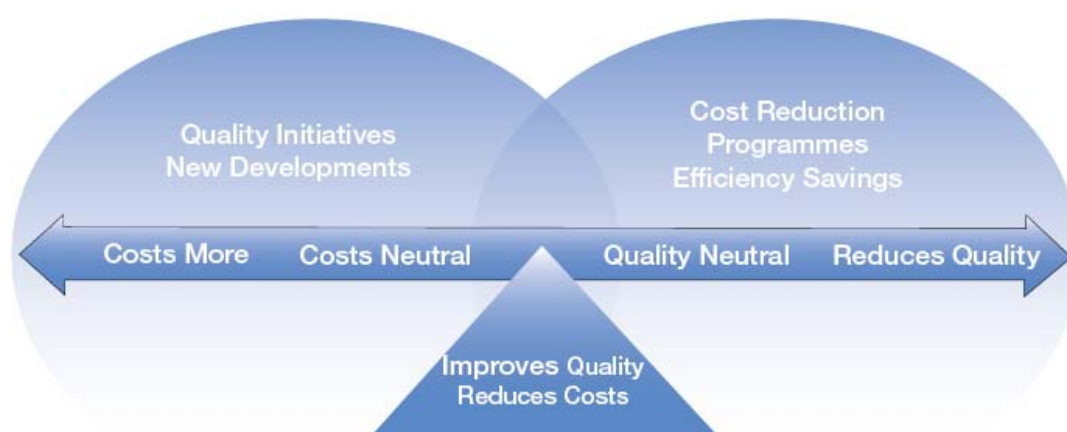 Quality Initiatives
New Developments
Cost Reduction
Programmes
Efficiency Savings
Costs More
Costs Neutral
Quality Neutral
Reduces Quality
Improves Quality
Reduces Costs